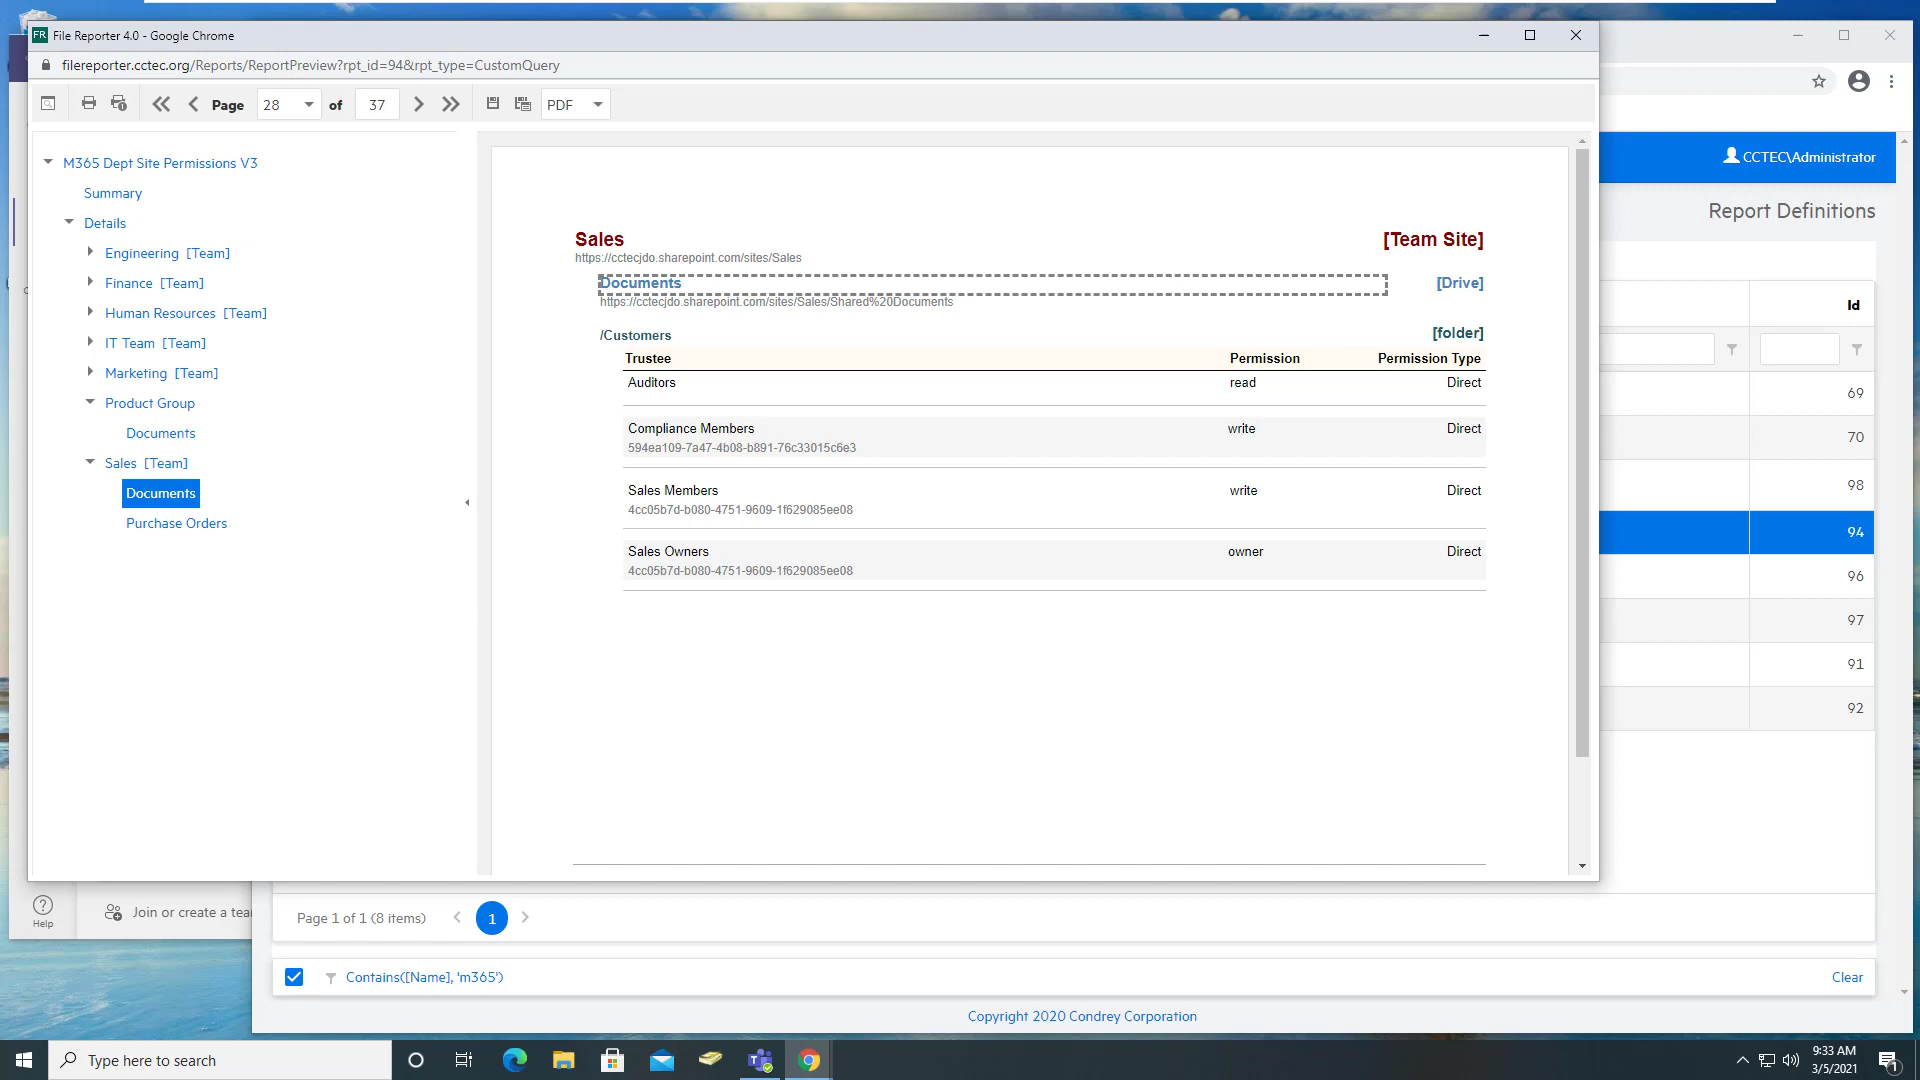 FR File Reporter 4.0 - Google Chrome
filereporter.cctec.org/Reports/ReportPreview?rpt_id=94&rpt_type=CustomQuery
Page 28 of 37 PDF
M365 Dept Site Permissions V3
Summary
Details
Engineering [Team]
Finance [Team]
Human Resources [Team]
IT Team [Team]
Marketing [Team]
Product Group
Documents
Sales [Team]
Documents
Purchase Orders
Sales [Team Site]
https://cctecjdo.sharepoint.com/sites/Sales
Documents [Drive]
https://cctecjdo.sharepoint.com/sites/Sales/Shared%20Documents
/Customers [folder]
Trustee Permission Permission Type
Auditors read Direct
Compliance Members write Direct
594ea109-7a47-4b08-b891-76c33015c6e3
Sales Members write Direct
4cc05b7d-b080-4751-9609-1f629085ee08
Sales Owners owner Direct
4cc05b7d-b080-4751-9609-1f629085ee08
CCTEC\Administrator
Report Definitions
Id
69
70
98
94
96
97
91
92
Help
Join or create a tea
Page 1 of 1 (8 items) 1
Contains([Name], 'm365') Clear
Copyright 2020 Condrey Corporation
Type here to search
9:33 AM
3/5/2021
1